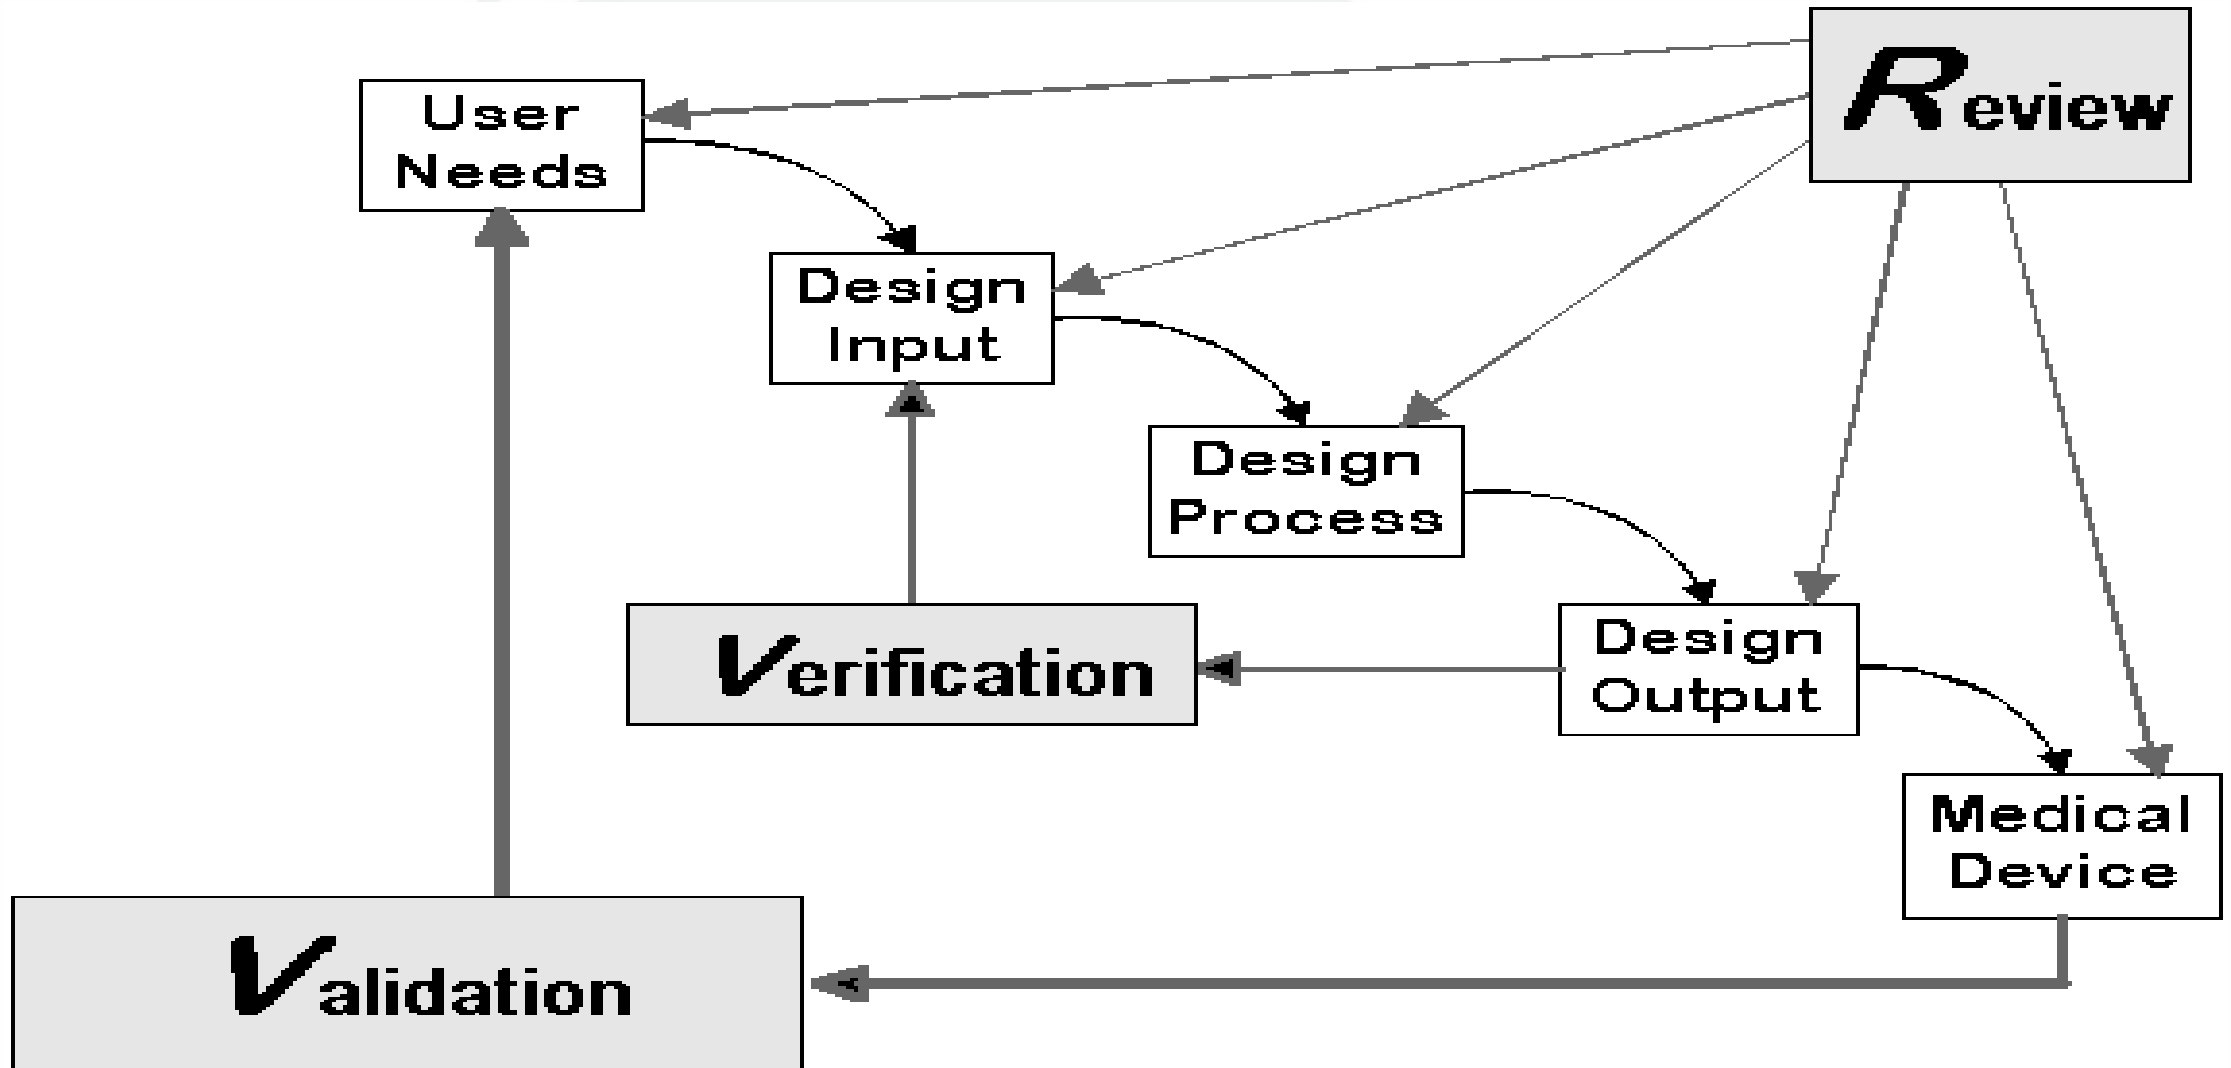 Review
User
Needs
Design
Input
Design
Process
Verification
Design
Output
Medical
Device
Validation